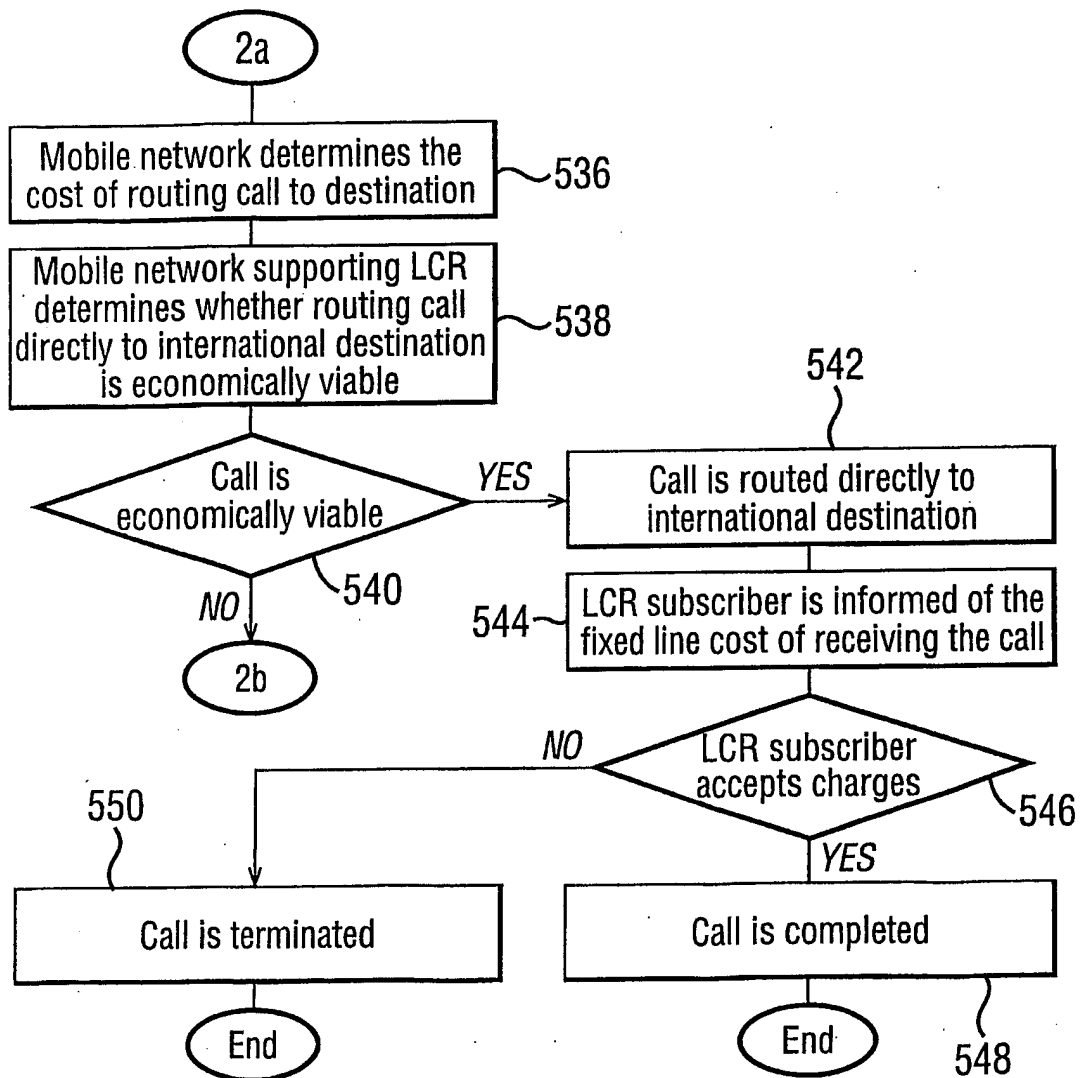 2a
Mobile network determines the
cost of routing call to destination
536
Mobile network supporting LCR
determines whether routing call
directly to international destination
is economically viable
538
Call is
economically viable
540
YES
NO
2b
542
Call is routed directly to
international destination
544
LCR subscriber is informed of the
fixed line cost of receiving the call
LCR subscriber
accepts charges
546
NO
YES
550
Call is terminated
End
Call is completed
548
End